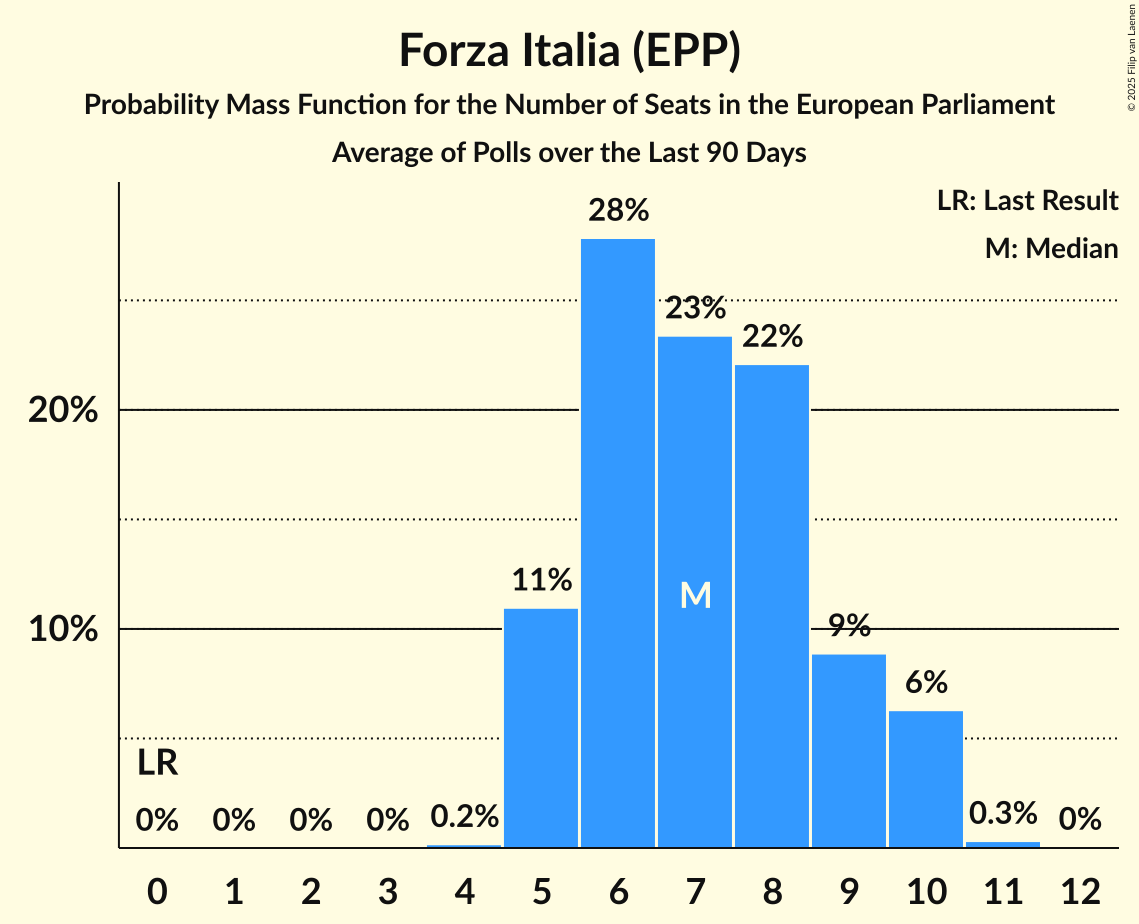 Forza Italia (EPP)
Probability Mass Function for the Number of Seats in the European Parliament
Average of Polls over the Last 90 Days
© 2025 Filip van Laenen
LR: Last Result
M: Median
28%
23%
22%
20%
11%
M
10%
9%
6%
LR
0%
0%
0%
0%
0.2%
0.3%
0%
0 1 2 3 4 5 6 7 8 9 10 11 12